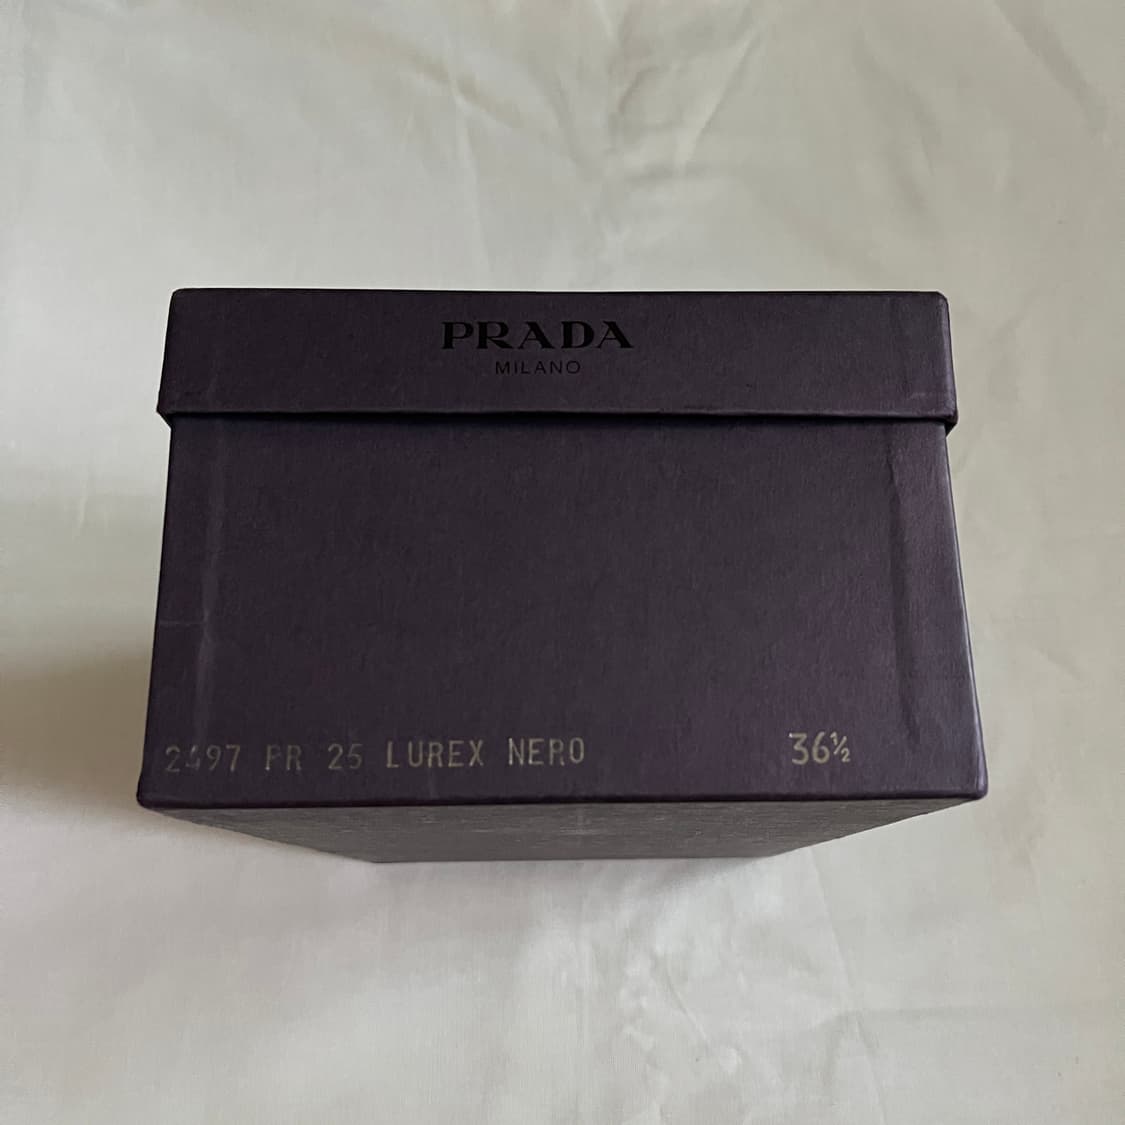 PRADA
MILANO
2497 PR 25 LUREX NERO 36½